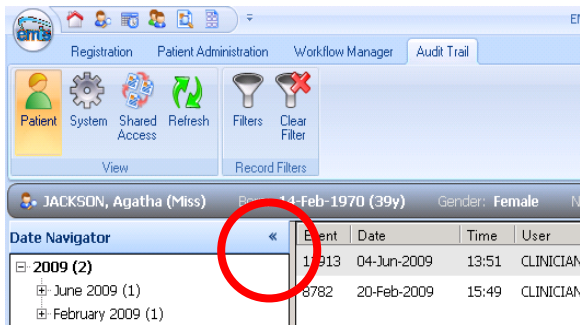 EM
emis
Registration Patient Administration Workflow Manager Audit Trail
Patient System Shared Access Refresh Filters Clear Filter
View Record Filters
JACKSON, Agatha (Miss) 14-Feb-1970 (39y) Gender: Female N
Date Navigator « Event Date Time User
2009 (2) 04-Jun-2009 13:51 CLINICIAN
June 2009 (1) 8782 20-Feb-2009 15:49 CLINICIAN
February 2009 (1)